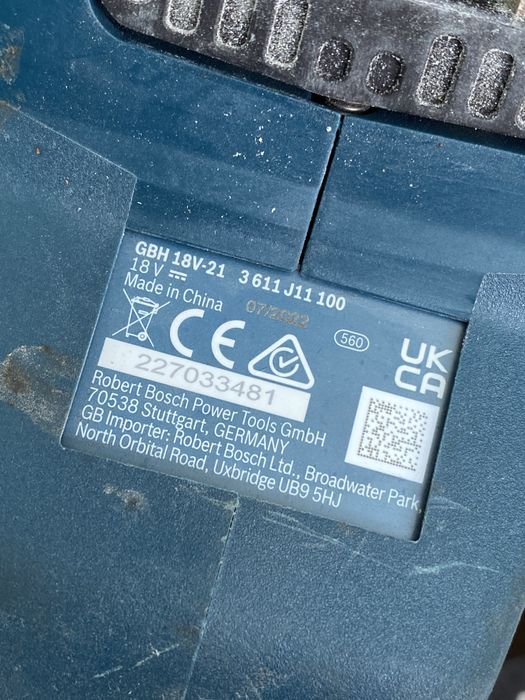 GBH 18V-21 3 611 J11 100
18 V
Made in China 07/2022
CE 560 UK CA
227033481
Robert Bosch Power Tools GmbH
70538 Stuttgart, GERMANY
GB Importer: Robert Bosch Ltd., Broadwater Park,
North Orbital Road, Uxbridge UB9 5HJ